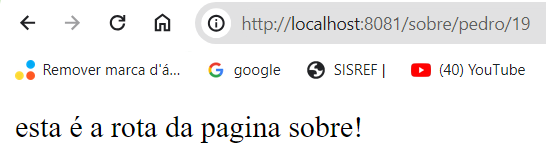 http://localhost:8081/sobre/pedro/19
Remover marca d'á... google SISREF | (40) YouTube
esta é a rota da pagina sobre!